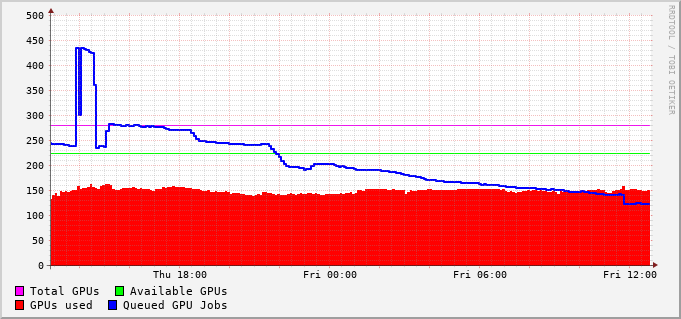 RRDTOOL / TOBI OETIKER
500
450
400
350
300
250
200
150
100
50
0
Thu 18:00 Fri 00:00 Fri 06:00 Fri 12:00
Total GPUs Available GPUs
GPUs used Queued GPU Jobs